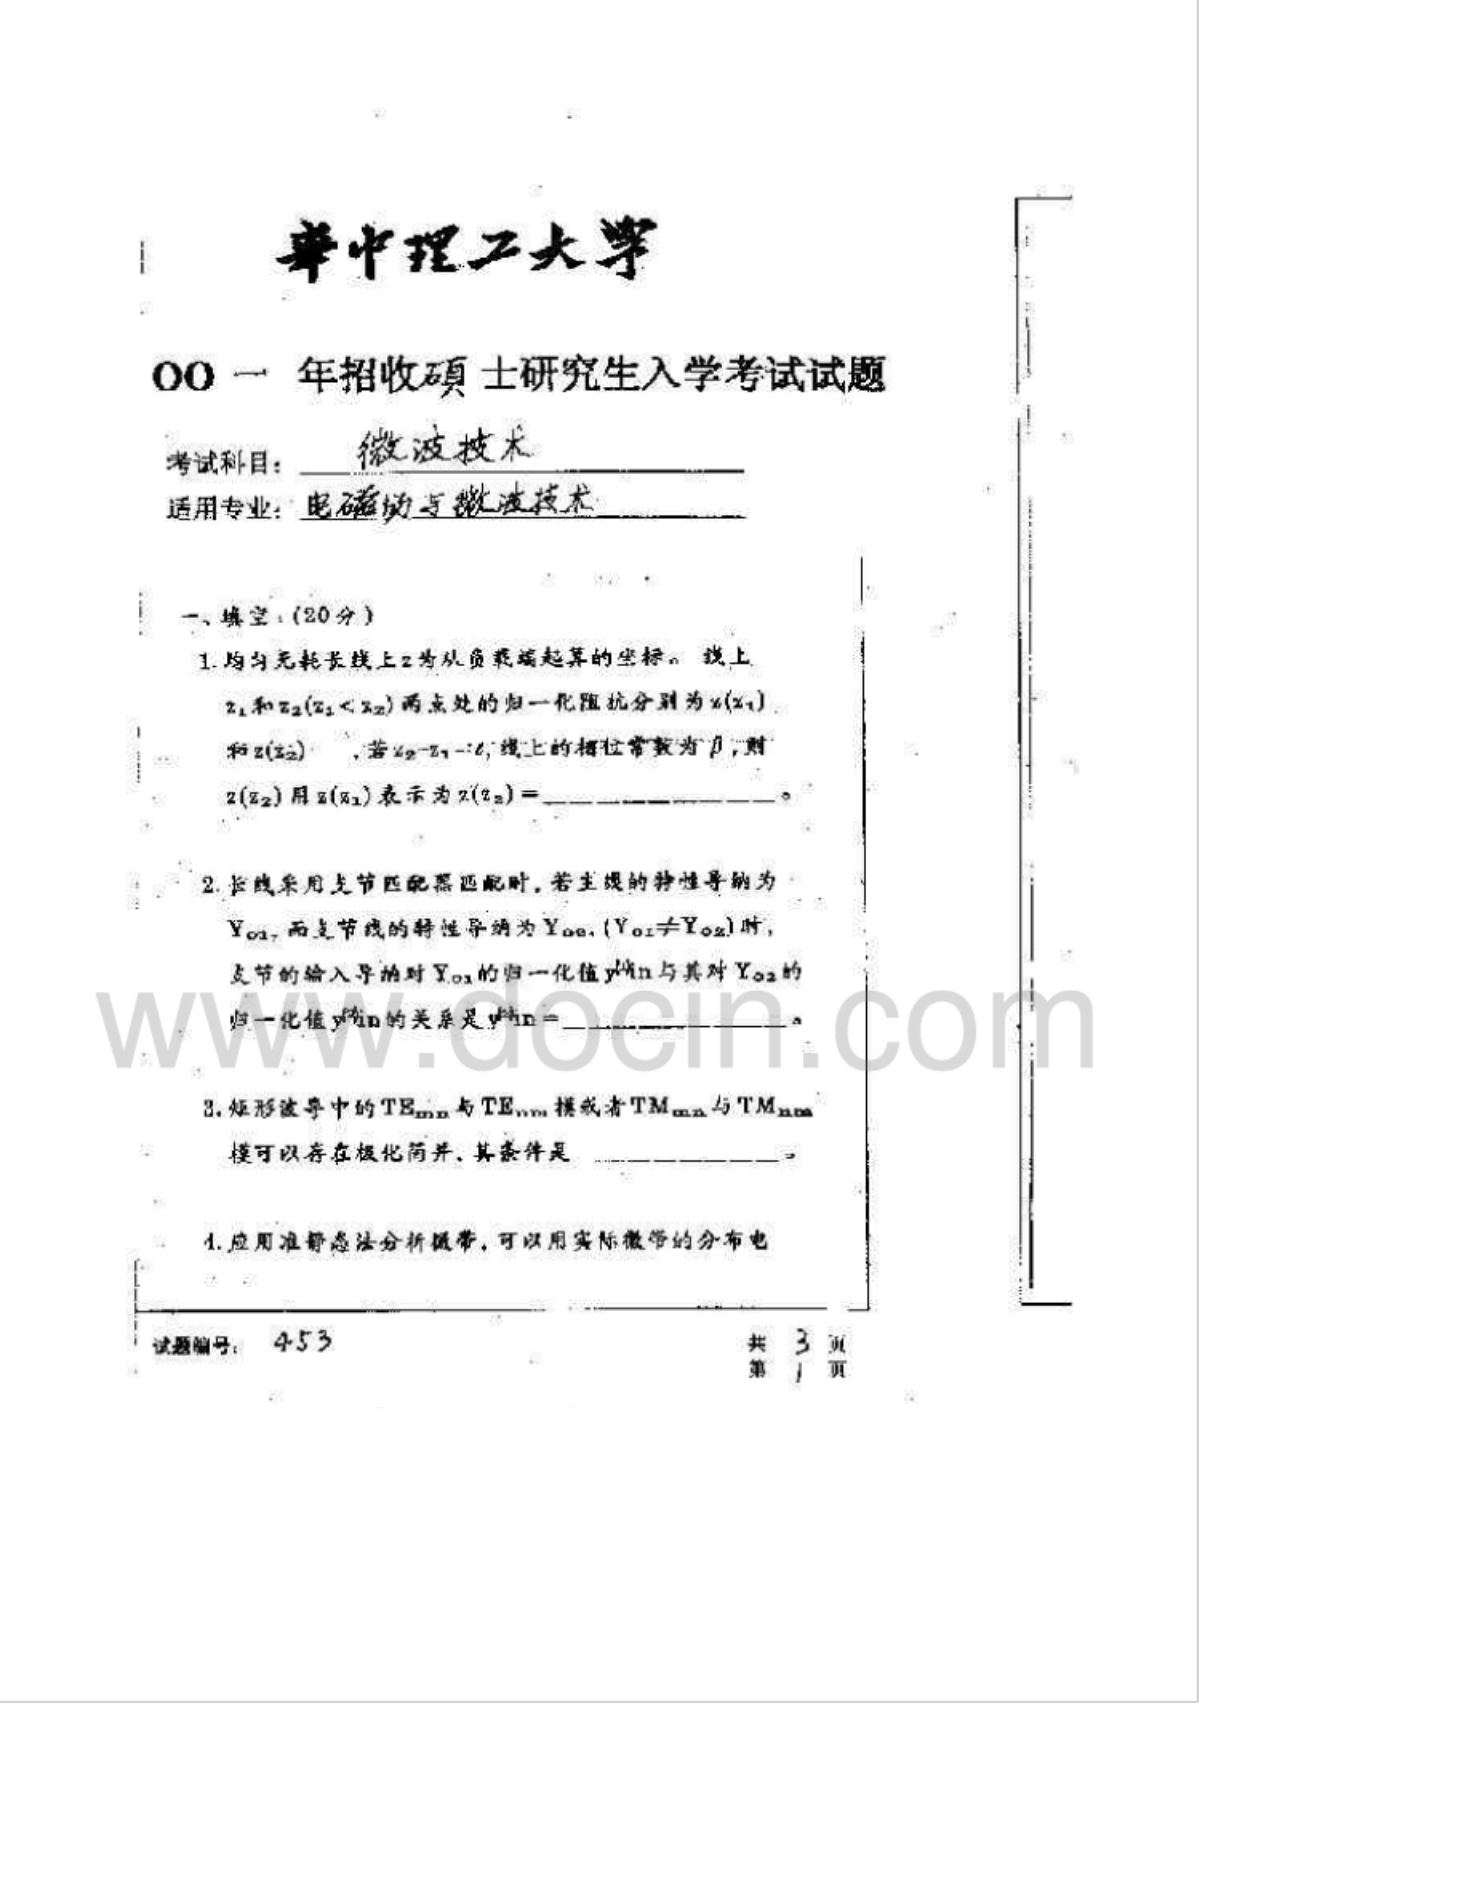 華中理工大学
OO一 年招收碩 士研究生入学考试试题
考试科目: 微波技术
适用专业: 电磁场与微波技术
一、填空:(20分)
1.均匀无耗长线上z为从负载端起算的坐标。 线上
z₁和z₂(z₁<z₂)两点处的归一化阻抗分别为z(z₁)
和z(z₂) ,若z₂-z₁=ℓ,线上的相位常数为β,则
z(z₂)用z(z₁)表示为z(z₂)=__________。
2.长线采用支节匹配器匹配时,若主线的特性导纳为
Y₀₁,而支节线的特性导纳为Y₀₂,(Y₀₁≠Y₀₂)时,
支节的输入导纳对Y₀₁的归一化值y in与其对Y₀₂的
归一化值y in的关系是y in=__________。
3.矩形波导中的TEmn与TEnm模或者TMmn与TMnm
模可以存在极化简并、其条件是 __________。
4.应用准静态法分析微带,可以用实际微带的分布电
试题编号: 453
共 3 页
第 1 页
www.docin.com